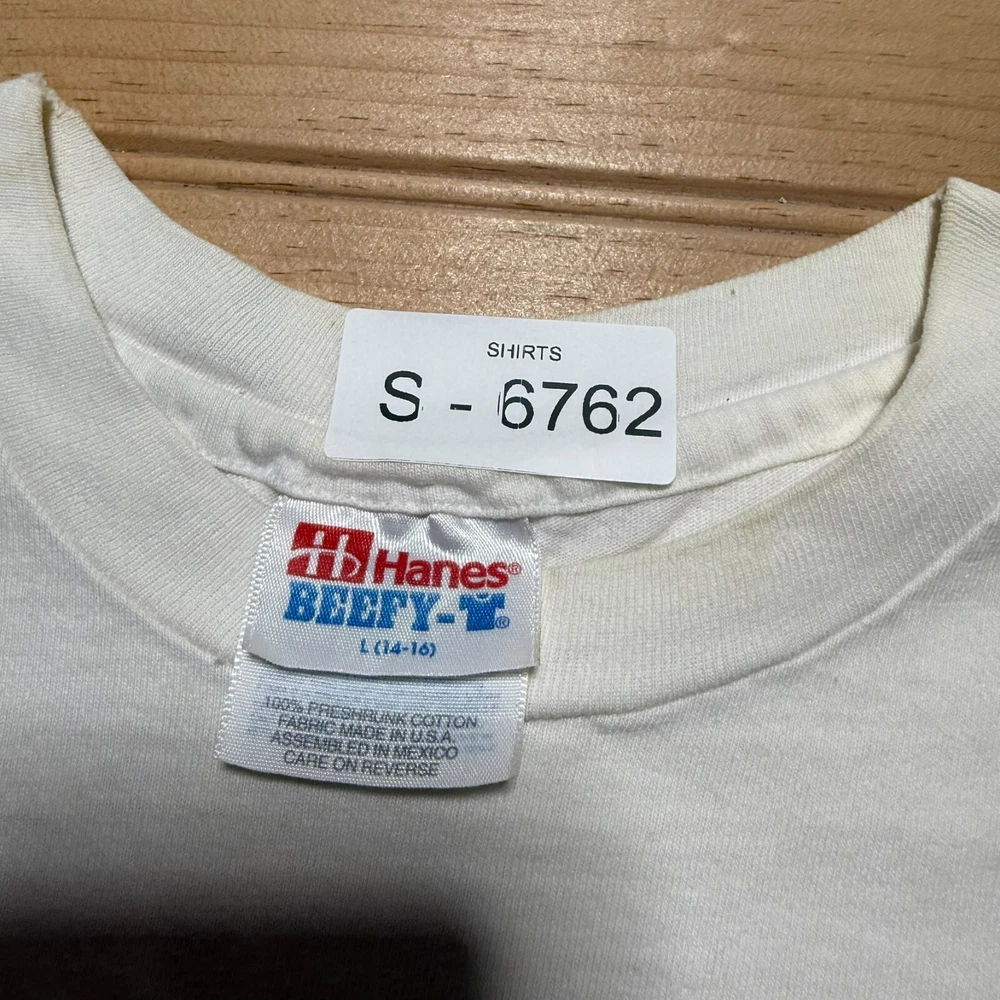 SHIRTS
S - 6762
Hanes®
BEEFY-T®
L (14-16)
100% PRESHRUNK COTTON
FABRIC MADE IN U.S.A.
ASSEMBLED IN MEXICO
CARE ON REVERSE